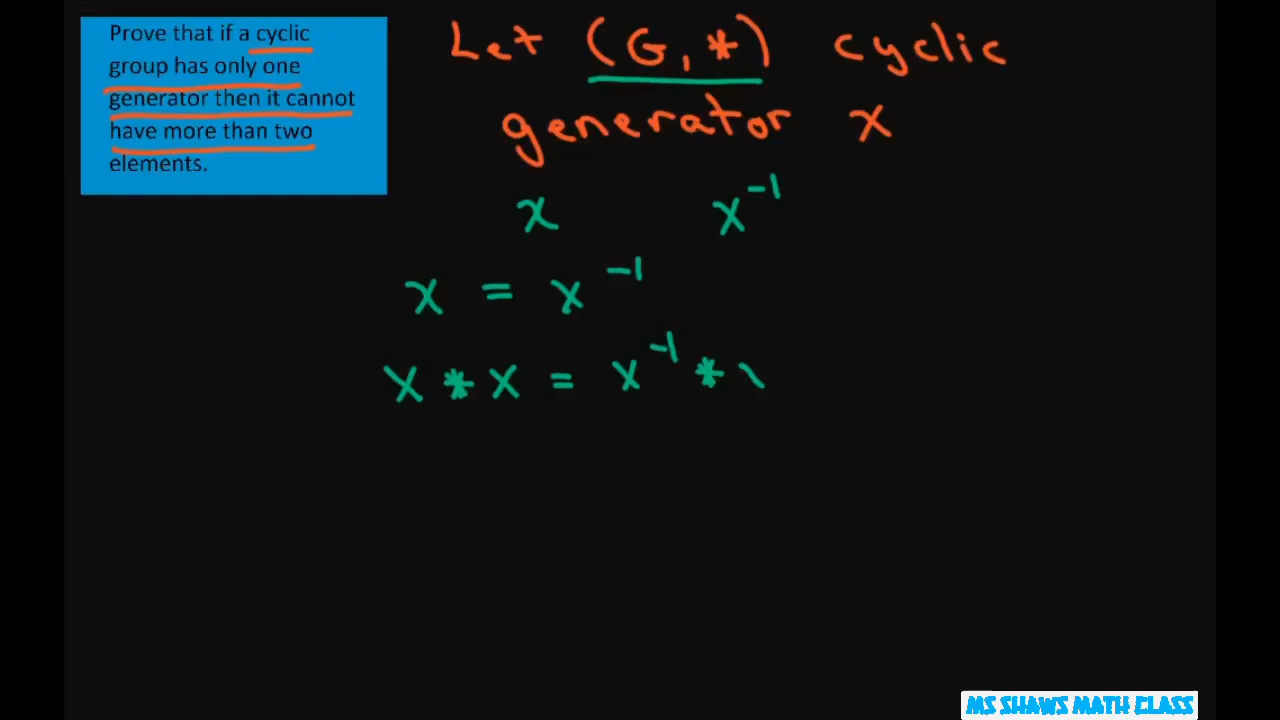 Prove that if a cyclic
group has only one
generator then it cannot
have more than two
elements.
Let (G, *) cyclic
generator x
x x⁻¹
x = x⁻¹
x * x = x⁻¹ *
MS SHAWS MATH CLASS